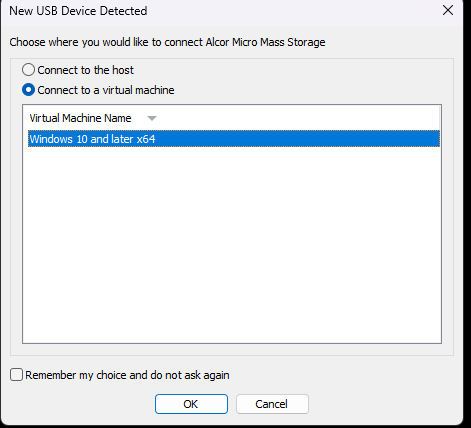 New USB Device Detected
Choose where you would like to connect Alcor Micro Mass Storage
Connect to the host
Connect to a virtual machine
Virtual Machine Name
Windows 10 and later x64
Remember my choice and do not ask again
OK Cancel